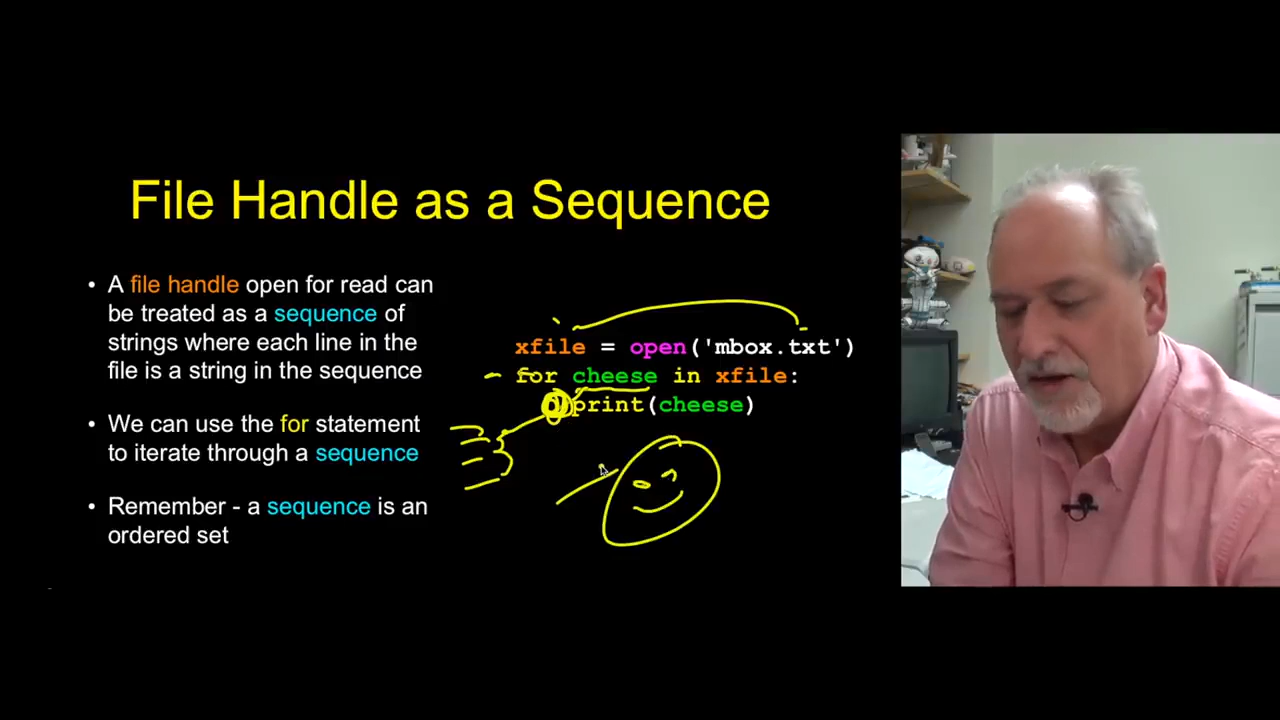 File Handle as a Sequence
• A file handle open for read can
be treated as a sequence of
strings where each line in the
file is a string in the sequence
• We can use the for statement
to iterate through a sequence
• Remember - a sequence is an
ordered set
xfile = open('mbox.txt')
for cheese in xfile:
print(cheese)